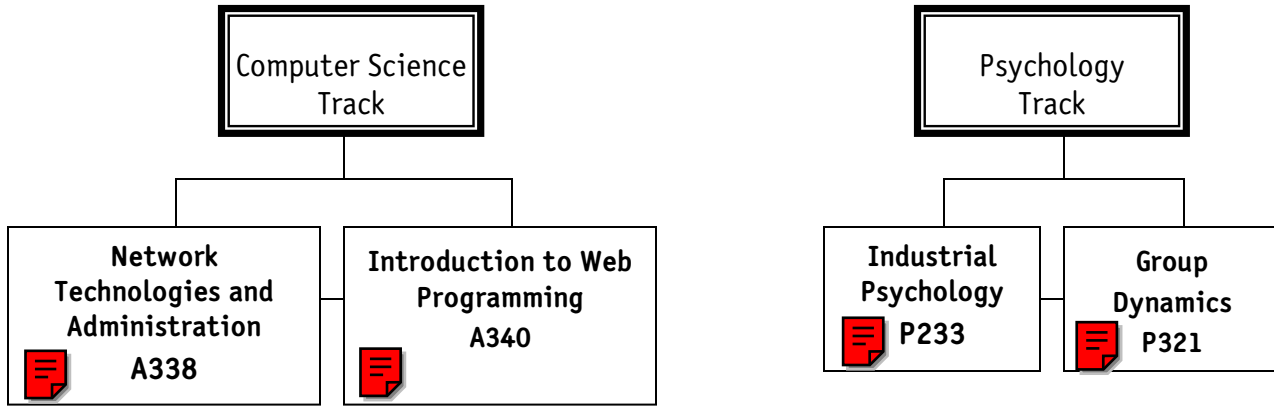 Computer Science
Track
Psychology
Track
Network
Technologies and
Administration
A338
Introduction to Web
Programming
A340
Industrial
Psychology
P233
Group
Dynamics
P321